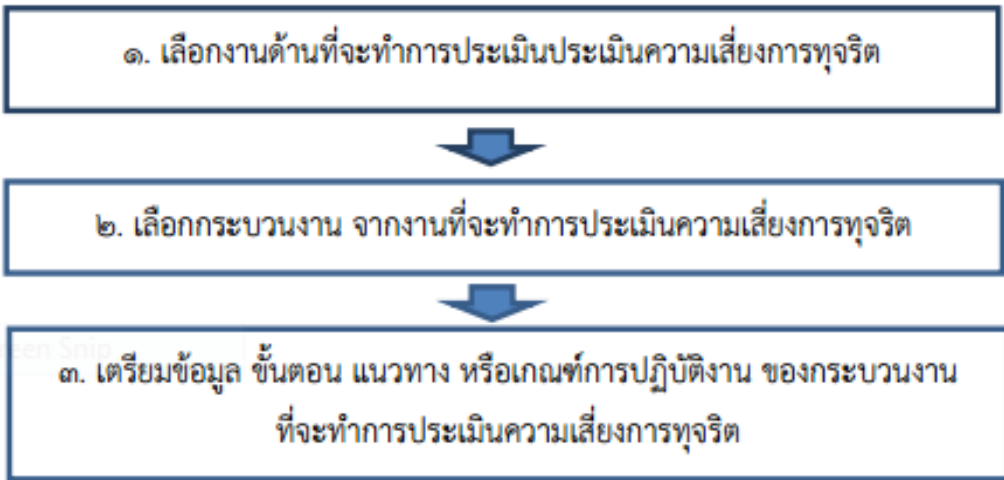 ๑. เลือกงานด้านที่จะทำการประเมินประเมินความเสี่ยงการทุจริต
๒. เลือกกระบวนงาน จากงานที่จะทำการประเมินความเสี่ยงการทุจริต
๓. เตรียมข้อมูล ขั้นตอน แนวทาง หรือเกณฑ์การปฏิบัติงาน ของกระบวนงาน
ที่จะทำการประเมินความเสี่ยงการทุจริต